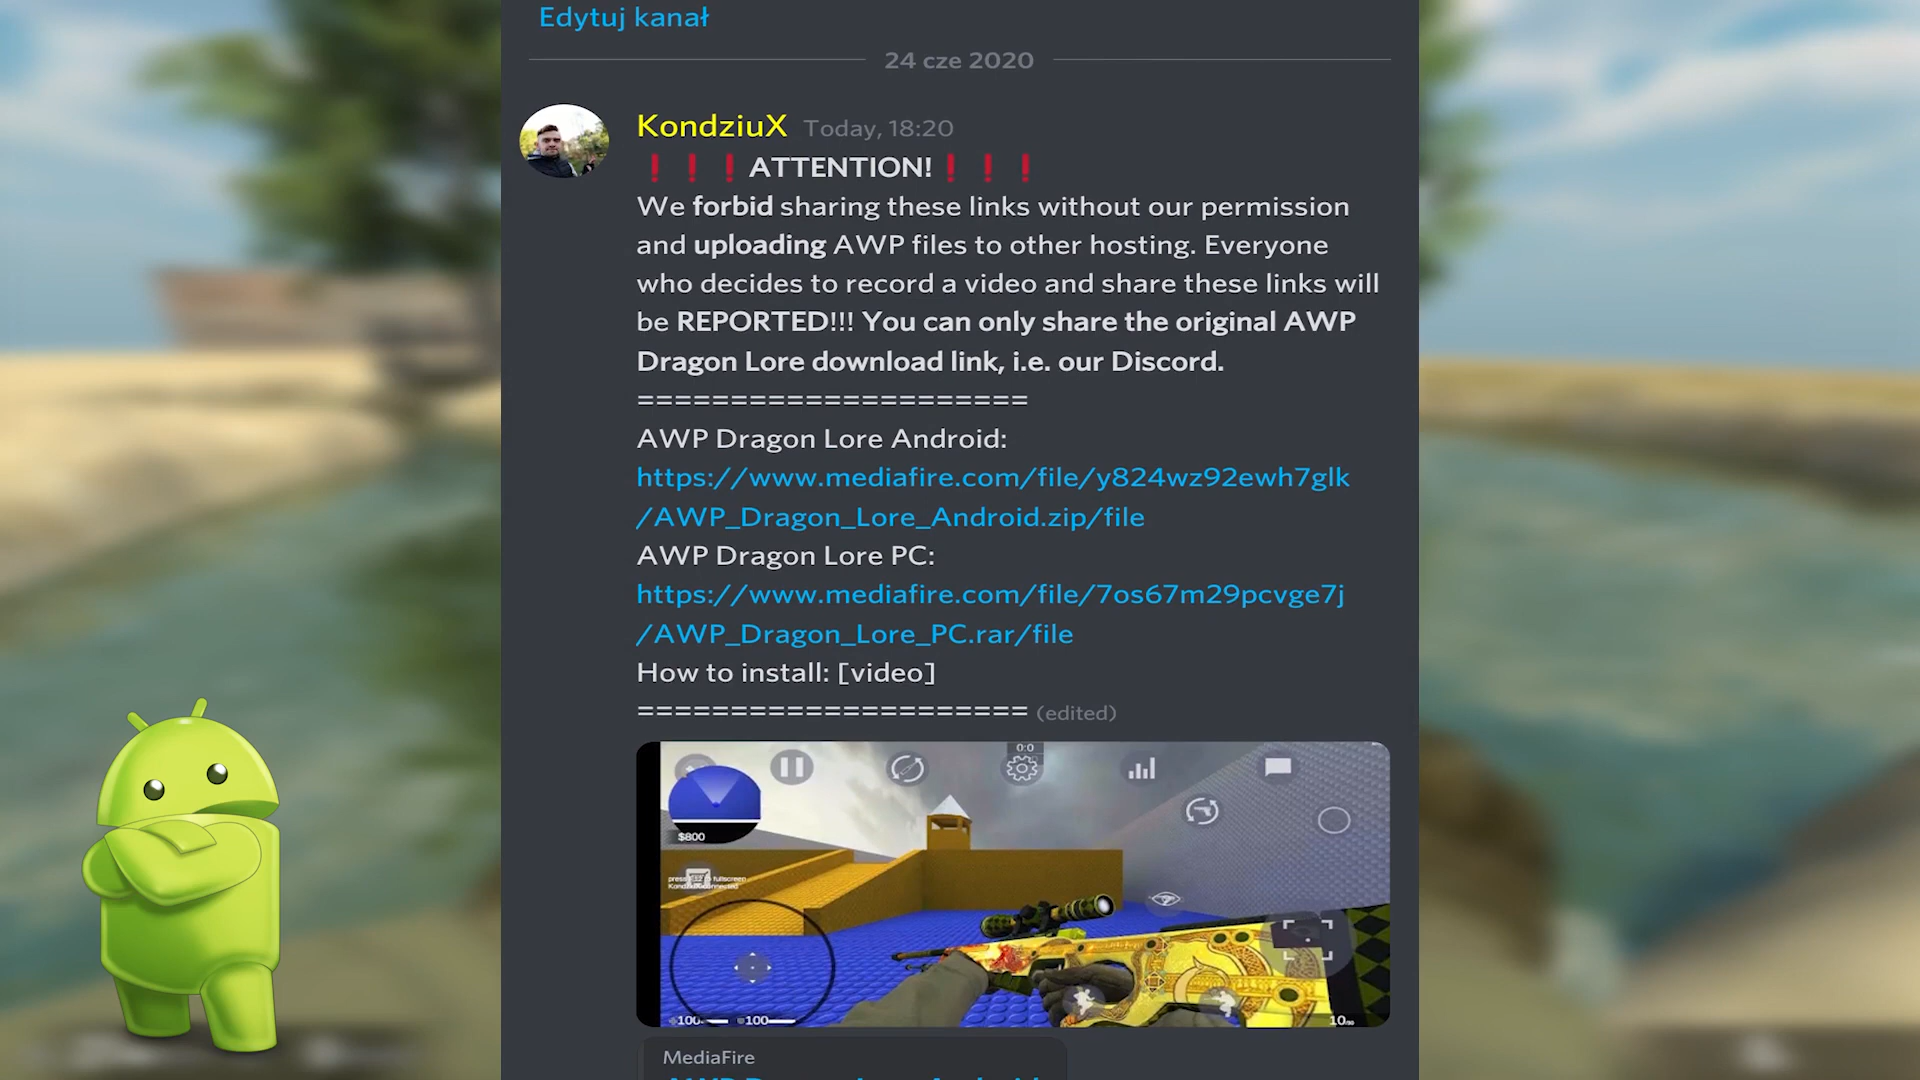 Edytuj kanał
24 cze 2020
KondziuX Today, 18:20
❗❗❗ATTENTION!❗❗❗
We forbid sharing these links without our permission
and uploading AWP files to other hosting. Everyone
who decides to record a video and share these links will
be REPORTED!!! You can only share the original AWP
Dragon Lore download link, i.e. our Discord.
=====================
AWP Dragon Lore Android:
https://www.mediafire.com/file/y824wz92ewh7glk
/AWP_Dragon_Lore_Android.zip/file
AWP Dragon Lore PC:
https://www.mediafire.com/file/7os67m29pcvge7j
/AWP_Dragon_Lore_PC.rar/file
How to install: [video]
===================== (edited)
0:0
$800
100
100
10
MediaFire